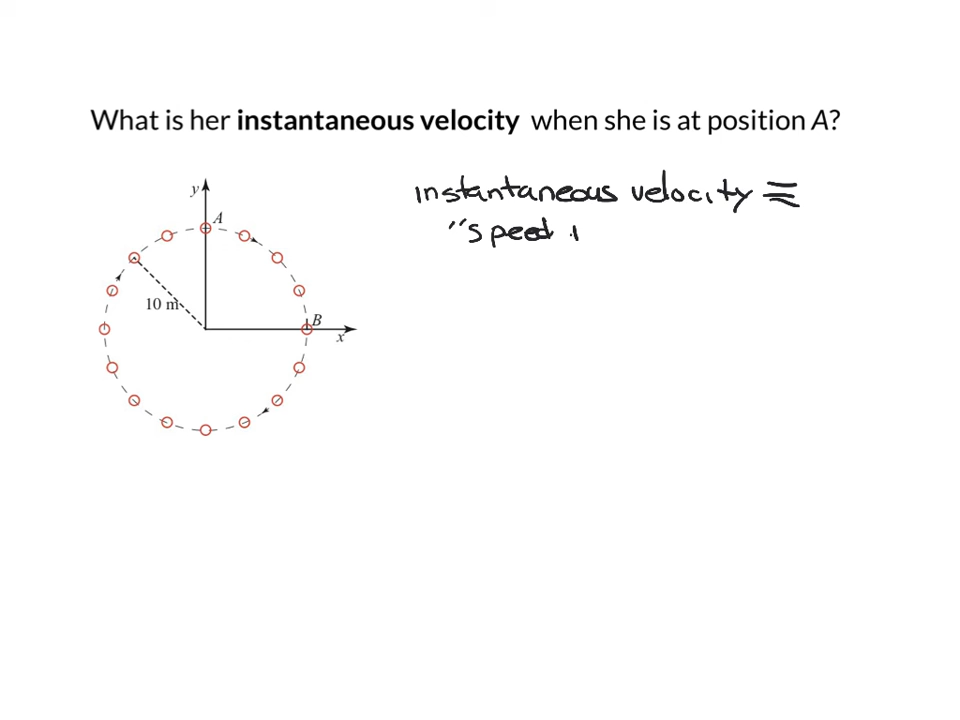 What is her instantaneous velocity when she is at position A?
instantaneous velocity ≡
"speed
y
A
10 m
B
x